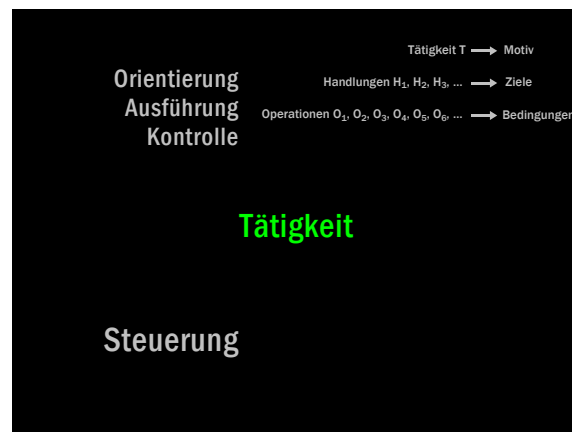 Tätigkeit T → Motiv
Orientierung
Handlungen H₁, H₂, H₃, ... → Ziele
Ausführung
Operationen O₁, O₂, O₃, O₄, O₅, O₆, ... → Bedingungen
Kontrolle
Tätigkeit
Steuerung